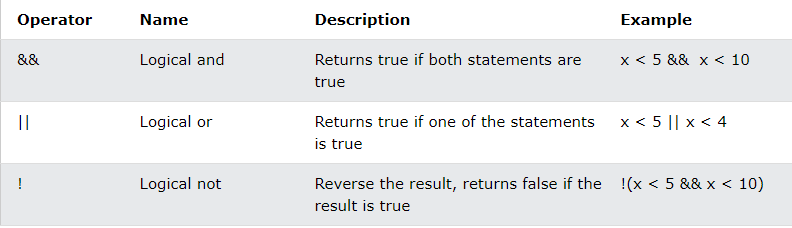 Operator Name Description Example
&& Logical and Returns true if both statements are x < 5 &&  x < 10
true
|| Logical or Returns true if one of the statements x < 5 || x < 4
is true
! Logical not Reverse the result, returns false if the !(x < 5 && x < 10)
result is true